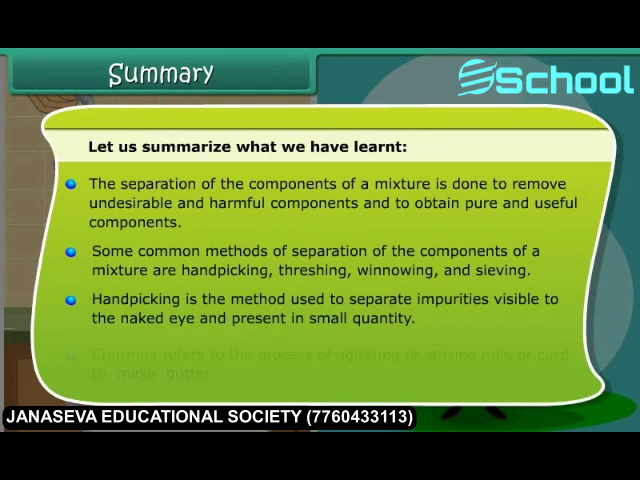 Summary
School
Let us summarize what we have learnt:
The separation of the components of a mixture is done to remove
undesirable and harmful components and to obtain pure and useful
components.
Some common methods of separation of the components of a
mixture are handpicking, threshing, winnowing, and sieving.
Handpicking is the method used to separate impurities visible to
the naked eye and present in small quantity.
Churning refers to the process of agitating or stirring milk or curd
to make butter.
JANASEVA EDUCATIONAL SOCIETY (7760433113)